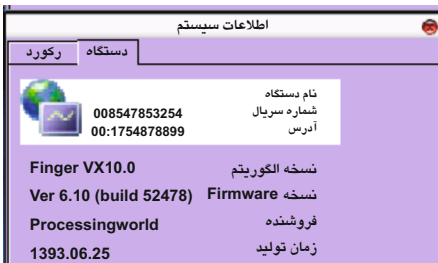 اطلاعات سیستم
دستگاه رکورد
نام دستگاه
شماره سریال 008547853254
آدرس 00:1754878899
نسخه الگوریتم Finger VX10.0
نسخه Firmware Ver 6.10 (build 52478)
فروشنده Processingworld
زمان تولید 1393.06.25